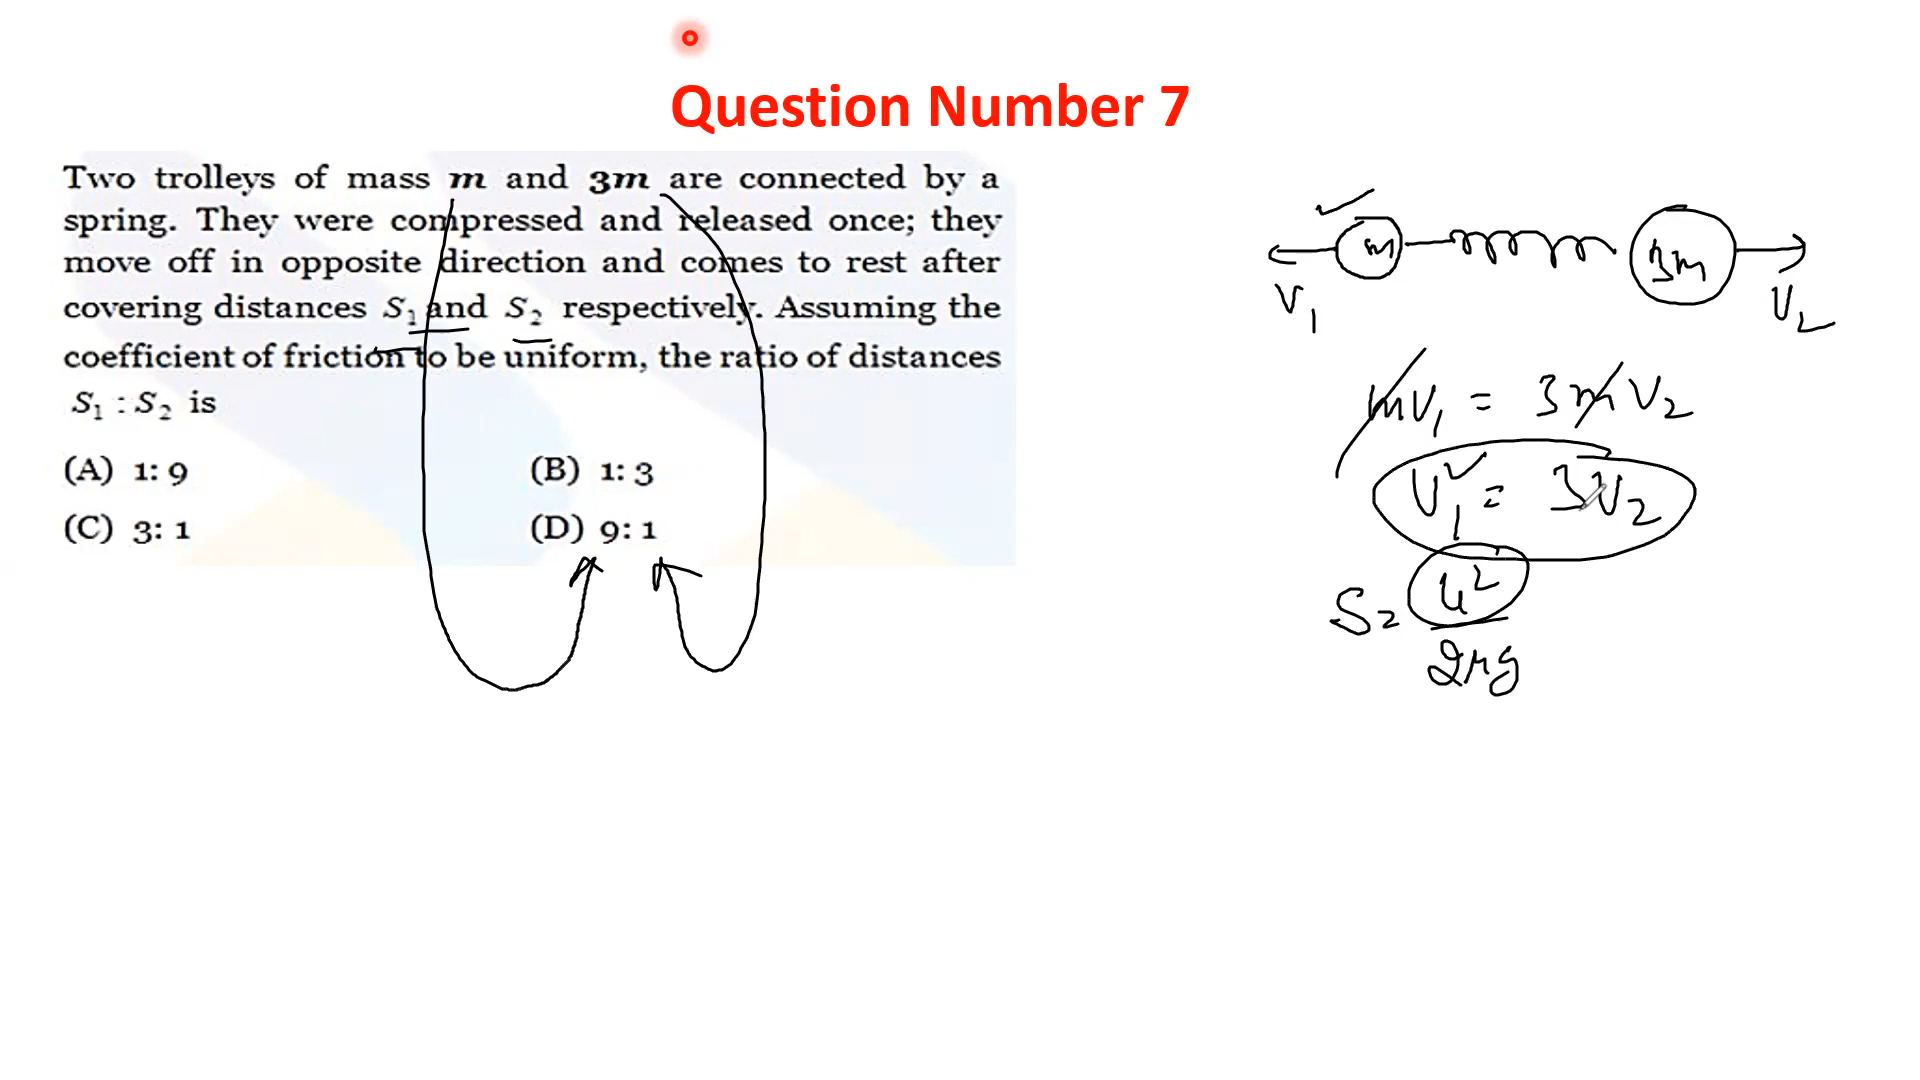 Question Number 7
Two trolleys of mass m and 3m are connected by a
spring. They were compressed and released once; they
move off in opposite direction and comes to rest after
covering distances S₁ and S₂ respectively. Assuming the
coefficient of friction to be uniform, the ratio of distances
S₁ : S₂ is
(A) 1: 9
(B) 1: 3
(C) 3: 1
(D) 9: 1
m 3m
V₁ V₂
mV₁ = 3mV₂
V₁ = 3V₂
S = u²
2μg